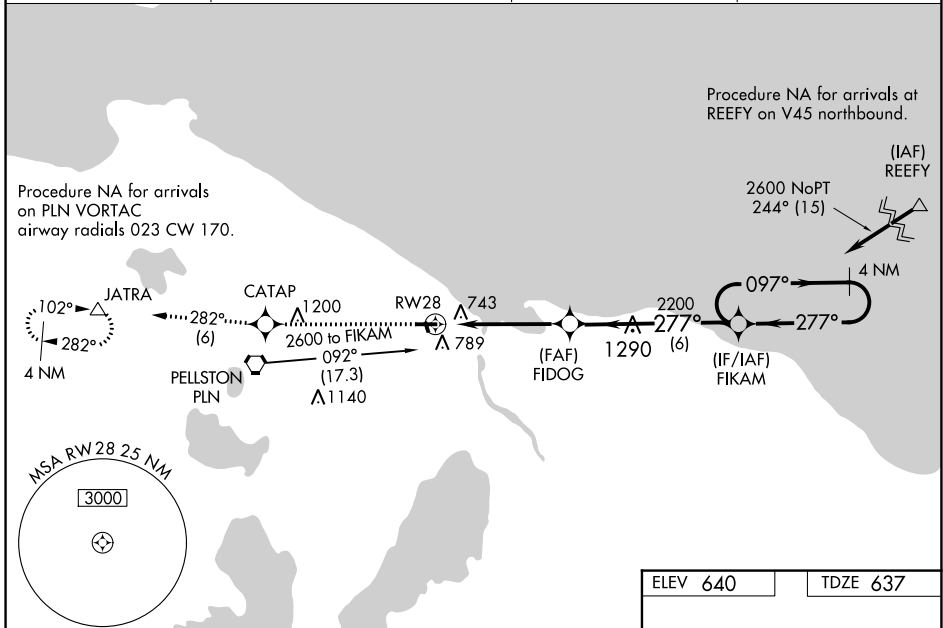 Procedure NA for arrivals at
REEFY on V45 northbound.
(IAF)
REEFY
2600 NoPT
244° (15)
Procedure NA for arrivals
on PLN VORTAC
airway radials 023 CW 170.
097°
4 NM
JATRA
102°
282°
4 NM
282°
(6)
CATAP
1200
RW28
743
789
2600 to FIKAM
092°
(17.3)
1140
PELLSTON
PLN
(FAF)
FIDOG
2200
277°
(6)
1290
277°
(IF/IAF)
FIKAM
MSA RW28 25 NM
3000
ELEV 640
TDZE 637